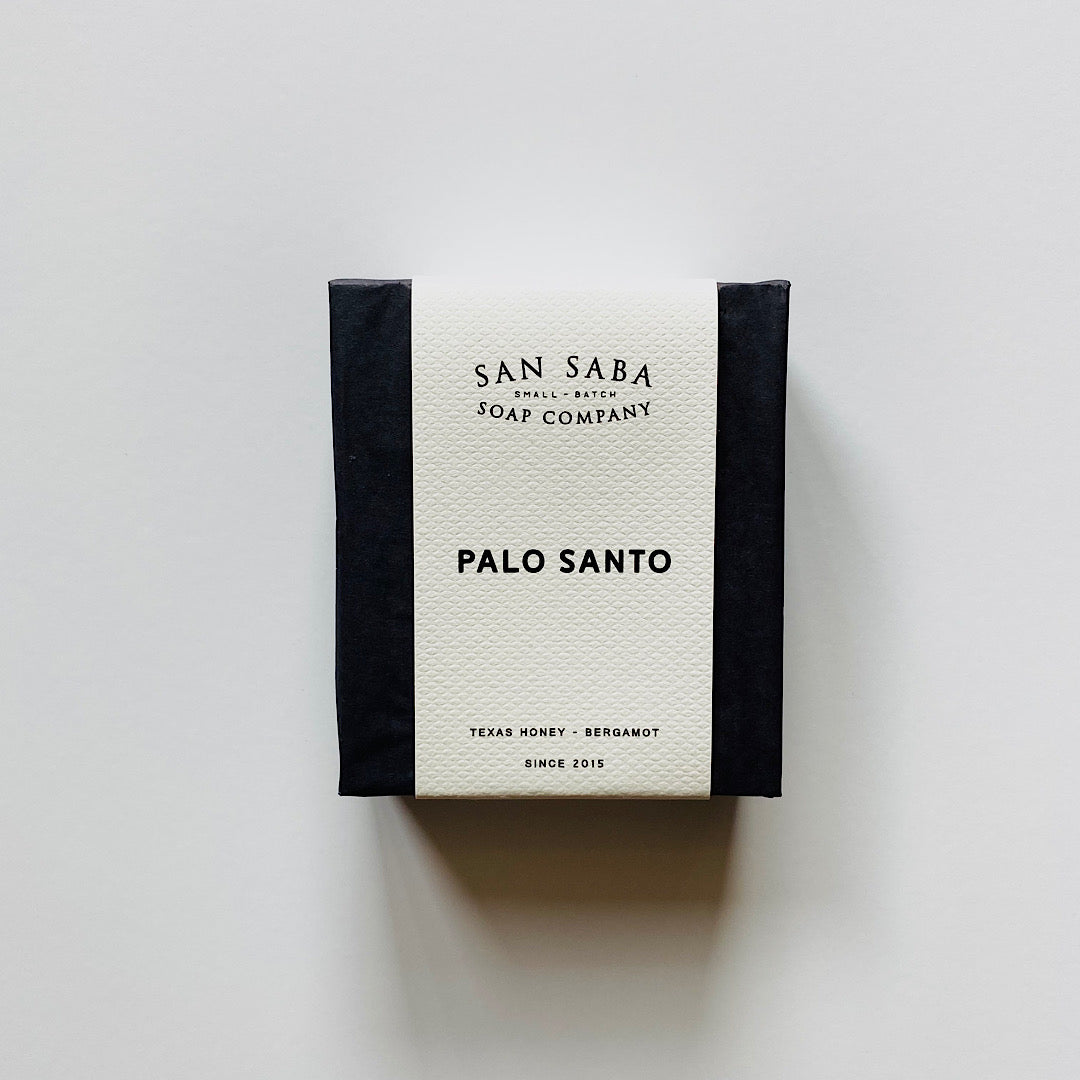 SAN SABA
SMALL - BATCH
SOAP COMPANY
PALO SANTO
TEXAS HONEY - BERGAMOT
SINCE 2015